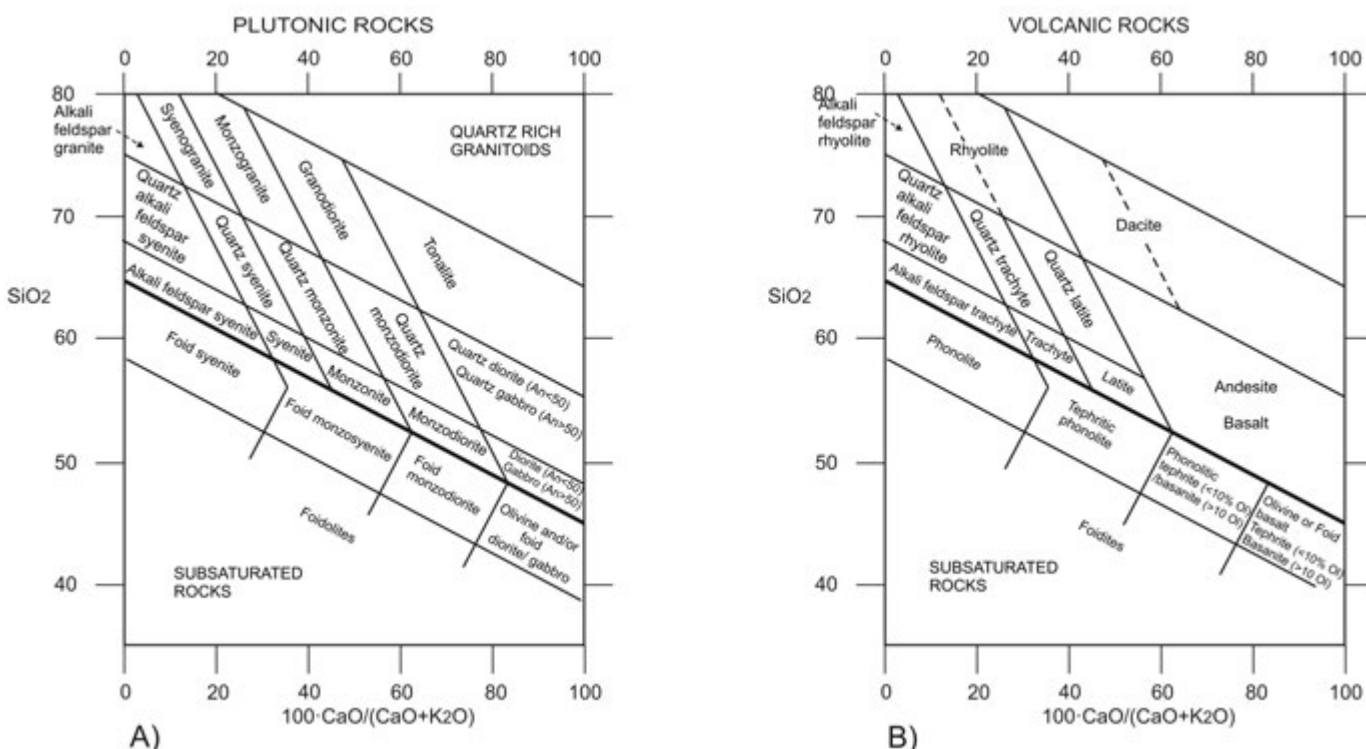 PLUTONIC ROCKS
0 20 40 60 80 100
80
70
SiO2
60
50
40
Alkali
feldspar
granite
Syenogranite
Monzogranite
Granodiorite
Tonalite
QUARTZ RICH
GRANITOIDS
Quartz
alkali
feldspar
syenite
Quartz syenite
Quartz monzonite
Quartz
monzodiorite
Quartz diorite (An<50)
Quartz gabbro (An>50)
Alkali feldspar syenite
Syenite
Monzonite
Monzodiorite
Diorite (An<50)
Gabbro (An>50)
Foid syenite
Foid monzosyenite
Foid
monzodiorite
Olivine and/or
foid
diorite/ gabbro
Foidolites
SUBSATURATED
ROCKS
0 20 40 60 80 100
100·CaO/(CaO+K2O)
A)
VOLCANIC ROCKS
0 20 40 60 80 100
80
70
SiO2
60
50
40
Alkali
feldspar
rhyolite
Rhyolite
Dacite
Quartz
alkali
feldspar
rhyolite
Quartz trachyte
Quartz latite
Alkali feldspar trachyte
Trachyte
Latite
Andesite
Basalt
Phonolite
Tephritic
phonolite
Phonolitic
tephrite (<10% Ol)
/basanite (>10 Ol)
Olivine or Foid
basalt
Tephrite (<10% Ol)
Basanite (>10 Ol)
Foidites
SUBSATURATED
ROCKS
0 20 40 60 80 100
100·CaO/(CaO+K2O)
B)